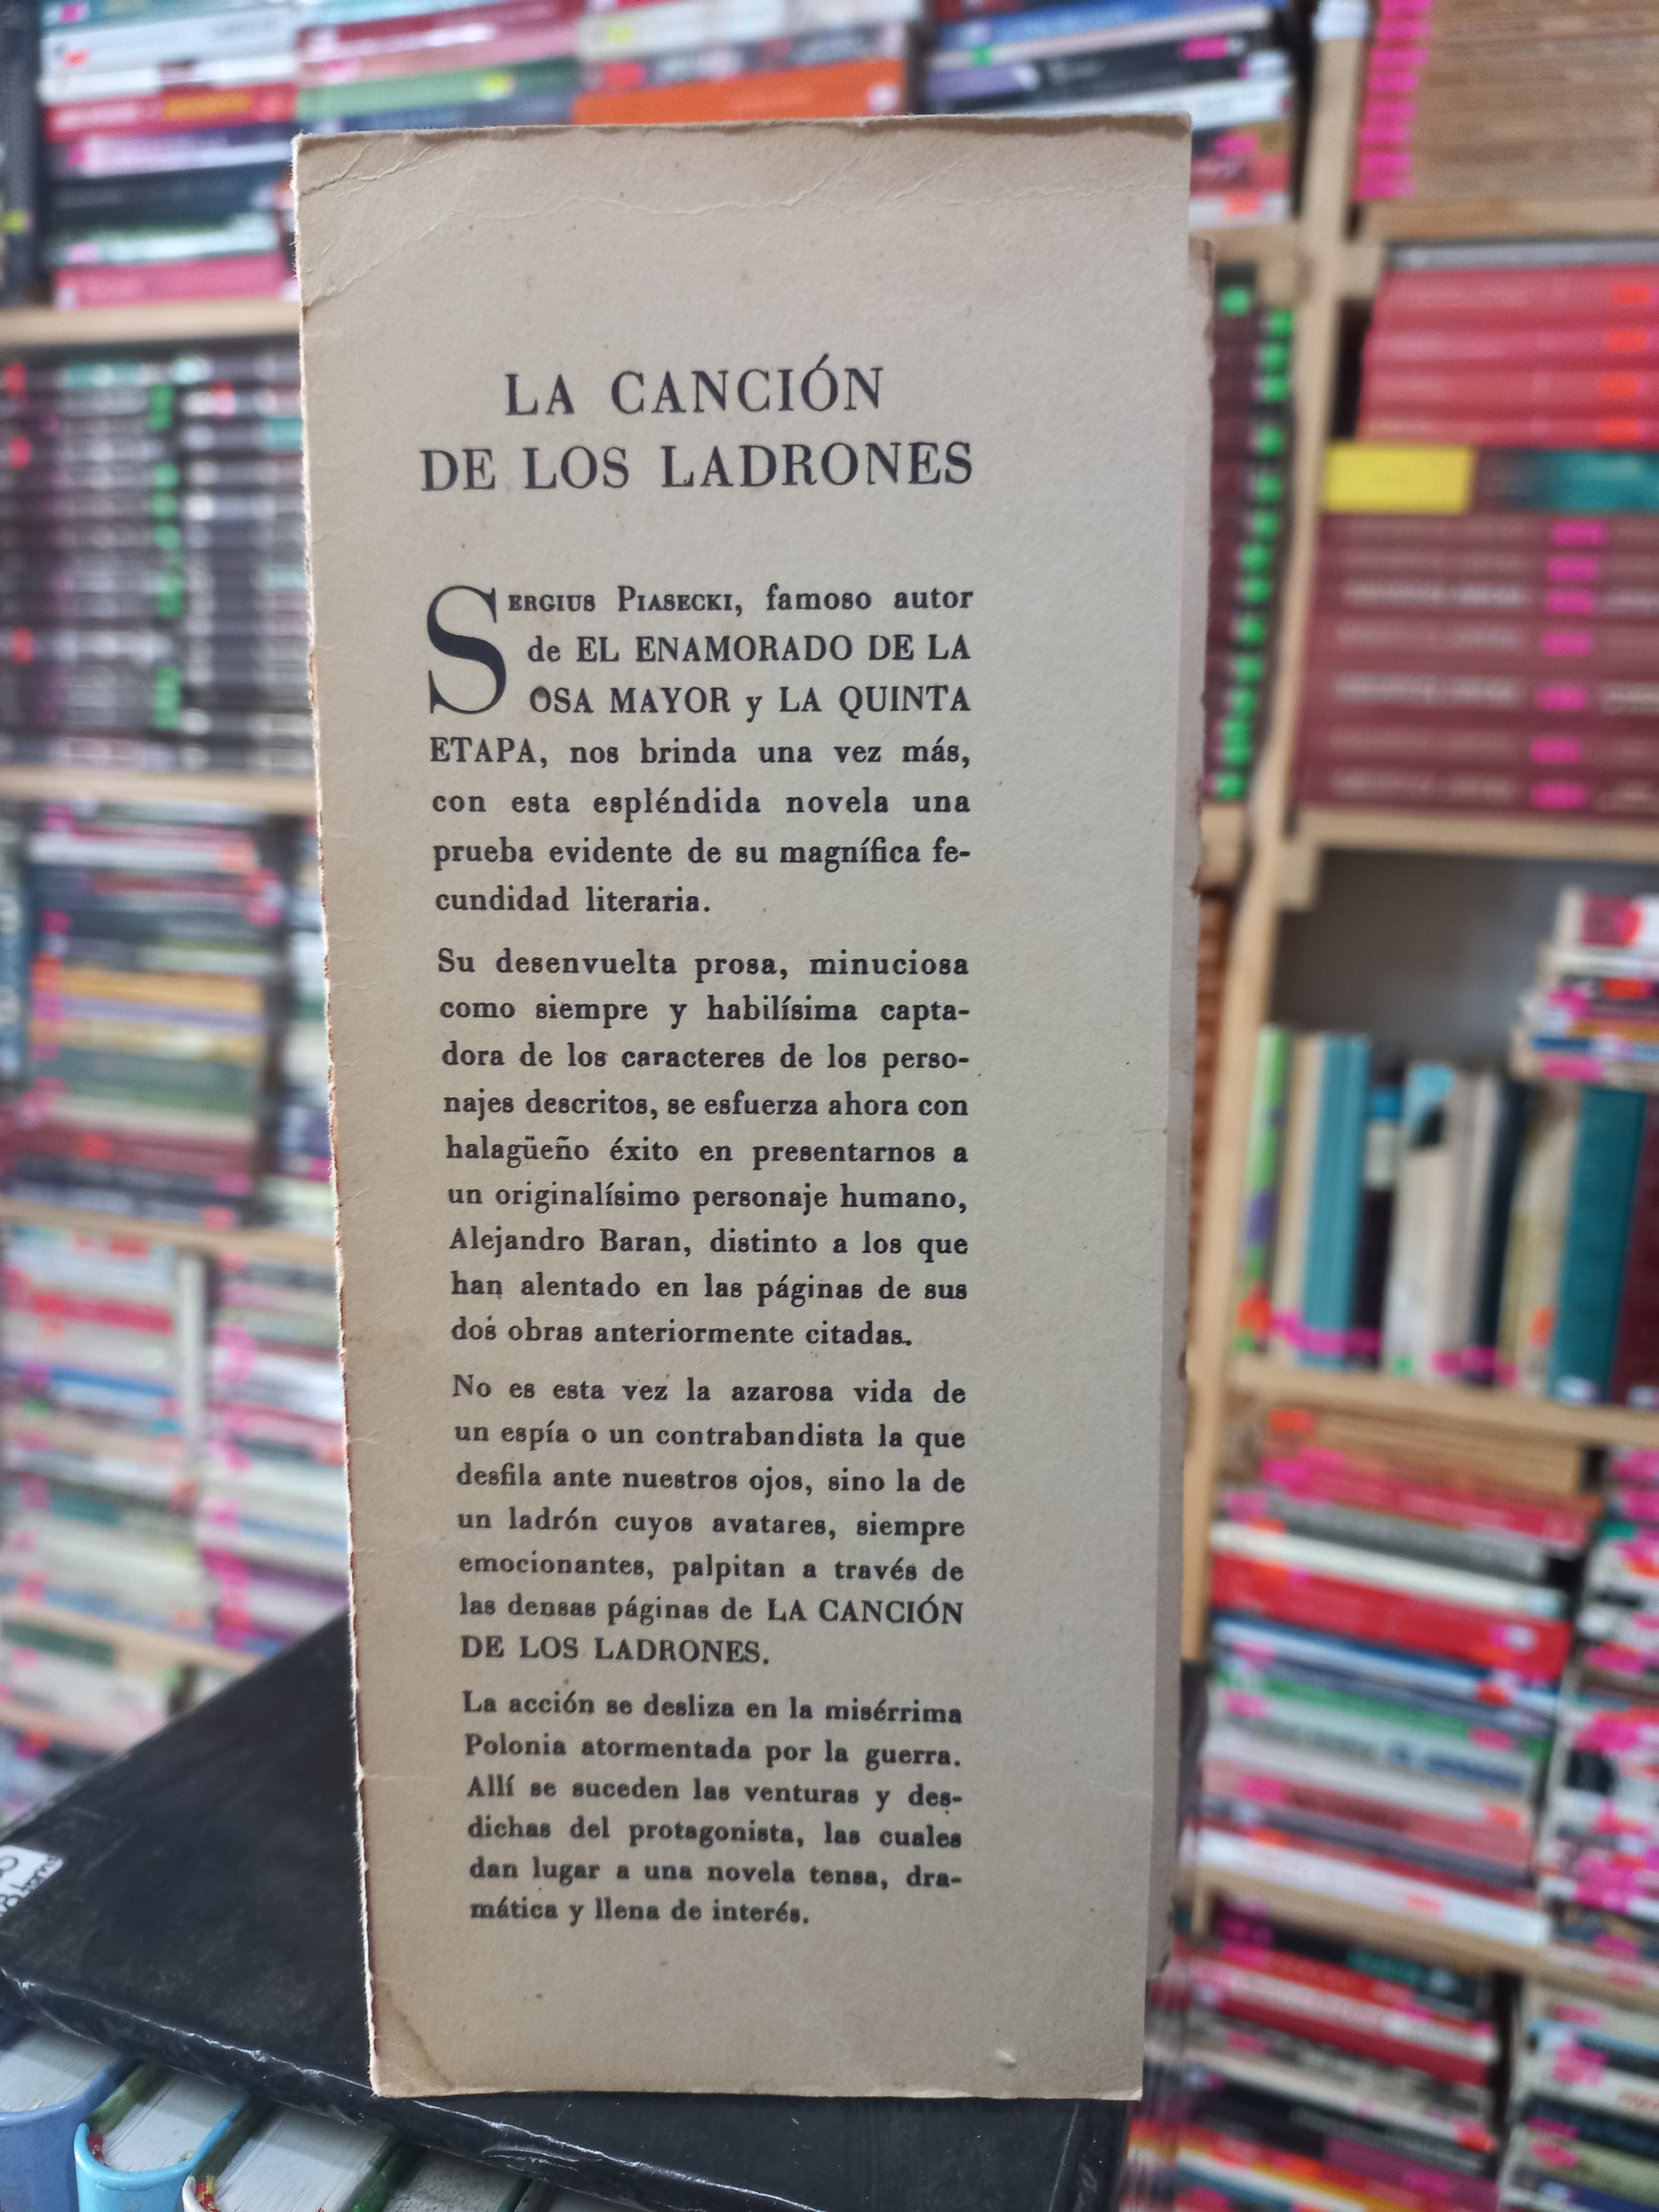 LA CANCIÓN
DE LOS LADRONES
SERGIUS PIASECKI, famoso autor
de EL ENAMORADO DE LA
OSA MAYOR y LA QUINTA
ETAPA, nos brinda una vez más,
con esta espléndida novela una
prueba evidente de su magnífica fe-
cundidad literaria.
Su desenvuelta prosa, minuciosa
como siempre y habilísima capta-
dora de los caracteres de los perso-
najes descritos, se esfuerza ahora con
halagüeño éxito en presentarnos a
un originalísimo personaje humano,
Alejandro Baran, distinto a los que
han alentado en las páginas de sus
dos obras anteriormente citadas.
No es esta vez la azarosa vida de
un espía o un contrabandista la que
desfila ante nuestros ojos, sino la de
un ladrón cuyos avatares, siempre
emocionantes, palpitan a través de
las densas páginas de LA CANCIÓN
DE LOS LADRONES.
La acción se desliza en la misérrima
Polonia atormentada por la guerra.
Allí se suceden las venturas y des-
dichas del protagonista, las cuales
dan lugar a una novela tensa, dra-
mática y llena de interés.